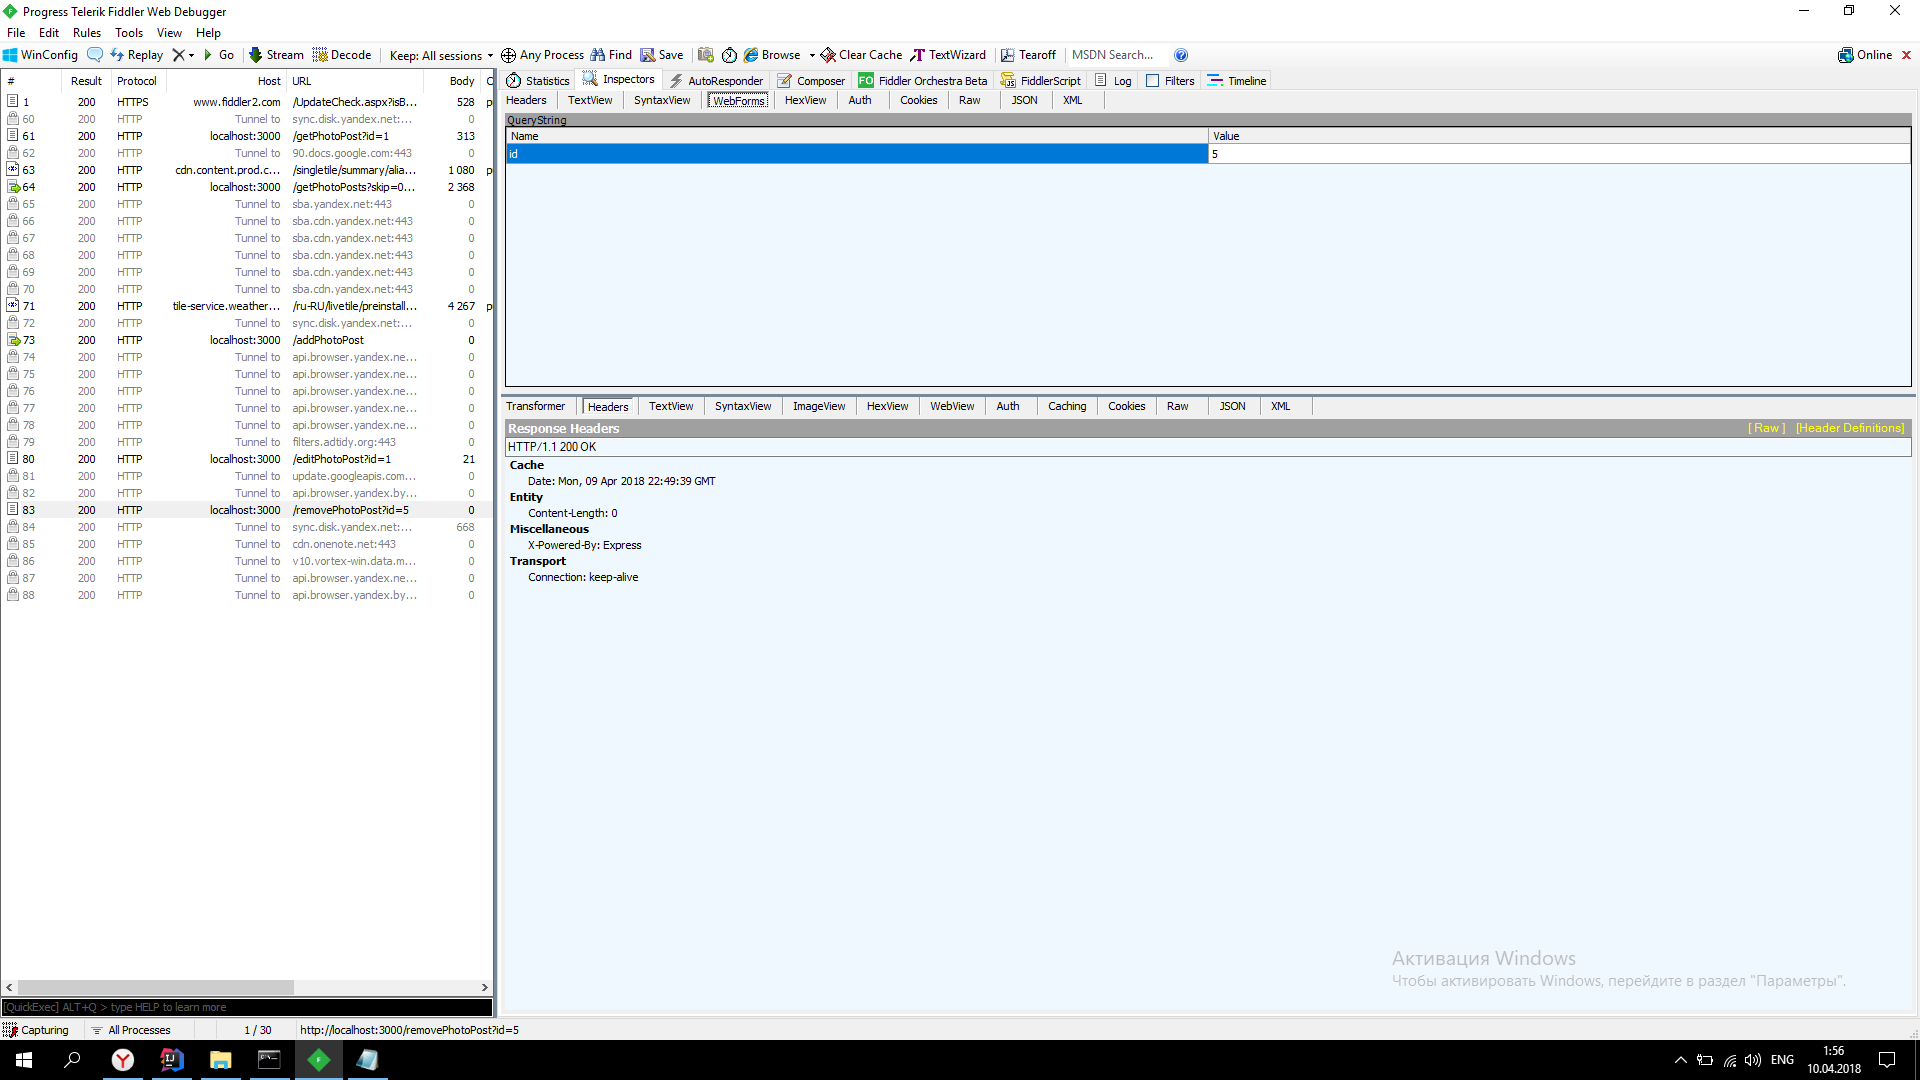 Progress Telerik Fiddler Web Debugger
File Edit Rules Tools View Help
WinConfig Replay Go Stream Decode Keep: All sessions Any Process Find Save Browse Clear Cache TextWizard Tearoff MSDN Search... Online
# Result Protocol Host URL Body C
1 200 HTTPS www.fiddler2.com /UpdateCheck.aspx?isB... 528 p
60 200 HTTP Tunnel to sync.disk.yandex.net:... 0
61 200 HTTP localhost:3000 /getPhotoPost?id=1 313
62 200 HTTP Tunnel to 90.docs.google.com:443 0
63 200 HTTP cdn.content.prod.c... /singletile/summary/alia... 1 080 p
64 200 HTTP localhost:3000 /getPhotoPosts?skip=0... 2 368
65 200 HTTP Tunnel to sba.yandex.net:443 0
66 200 HTTP Tunnel to sba.cdn.yandex.net:443 0
67 200 HTTP Tunnel to sba.cdn.yandex.net:443 0
68 200 HTTP Tunnel to sba.cdn.yandex.net:443 0
69 200 HTTP Tunnel to sba.cdn.yandex.net:443 0
70 200 HTTP Tunnel to sba.cdn.yandex.net:443 0
71 200 HTTP tile-service.weather... /ru-RU/livetile/preinstall... 4 267 p
72 200 HTTP Tunnel to sync.disk.yandex.net:... 0
73 200 HTTP localhost:3000 /addPhotoPost 0
74 200 HTTP Tunnel to api.browser.yandex.ne... 0
75 200 HTTP Tunnel to api.browser.yandex.ne... 0
76 200 HTTP Tunnel to api.browser.yandex.ne... 0
77 200 HTTP Tunnel to api.browser.yandex.ne... 0
78 200 HTTP Tunnel to api.browser.yandex.ne... 0
79 200 HTTP Tunnel to filters.adtidy.org:443 0
80 200 HTTP localhost:3000 /editPhotoPost?id=1 21
81 200 HTTP Tunnel to update.googleapis.com... 0
82 200 HTTP Tunnel to api.browser.yandex.by... 0
83 200 HTTP localhost:3000 /removePhotoPost?id=5 0
84 200 HTTP Tunnel to sync.disk.yandex.net:... 668
85 200 HTTP Tunnel to cdn.onenote.net:443 0
86 200 HTTP Tunnel to v10.vortex-win.data.m... 0
87 200 HTTP Tunnel to api.browser.yandex.ne... 0
88 200 HTTP Tunnel to api.browser.yandex.by... 0
[QuickExec] ALT+Q > type HELP to learn more
Statistics Inspectors AutoResponder Composer FO Fiddler Orchestra Beta FiddlerScript Log Filters Timeline
Headers TextView SyntaxView WebForms HexView Auth Cookies Raw JSON XML
QueryString
Name Value
id 5
Transformer Headers TextView SyntaxView ImageView HexView WebView Auth Caching Cookies Raw JSON XML
Response Headers [ Raw ] [Header Definitions]
HTTP/1.1 200 OK
Cache
Date: Mon, 09 Apr 2018 22:49:39 GMT
Entity
Content-Length: 0
Miscellaneous
X-Powered-By: Express
Transport
Connection: keep-alive
Активация Windows
Чтобы активировать Windows, перейдите в раздел "Параметры".
Capturing All Processes 1 / 30 http://localhost:3000/removePhotoPost?id=5
ENG 1:56
10.04.2018